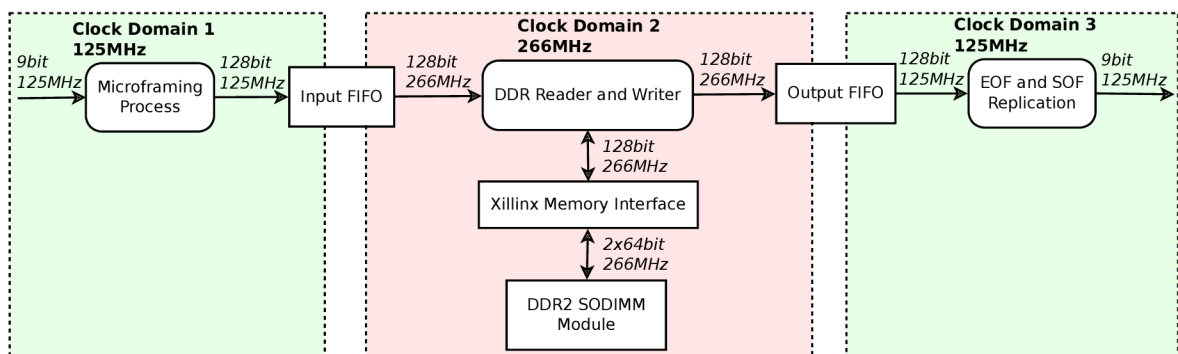 Clock Domain 1
125MHz
9bit
125MHz
Microframing
Process
128bit
125MHz
Input FIFO
Clock Domain 2
266MHz
128bit
266MHz
DDR Reader and Writer
128bit
266MHz
128bit
266MHz
Xillinx Memory Interface
2x64bit
266MHz
DDR2 SODIMM
Module
Output FIFO
Clock Domain 3
125MHz
128bit
125MHz
EOF and SOF
Replication
9bit
125MHz